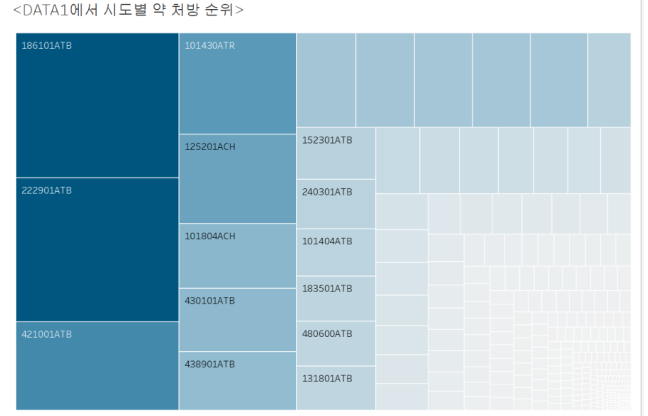 <DATA1에서 시도별 약 처방 순위>
186101ATB
222901ATB
421001ATB
101430ATR
125201ACH
101804ACH
430101ATB
438901ATB
152301ATB
240301ATB
101404ATB
183501ATB
480600ATB
131801ATB